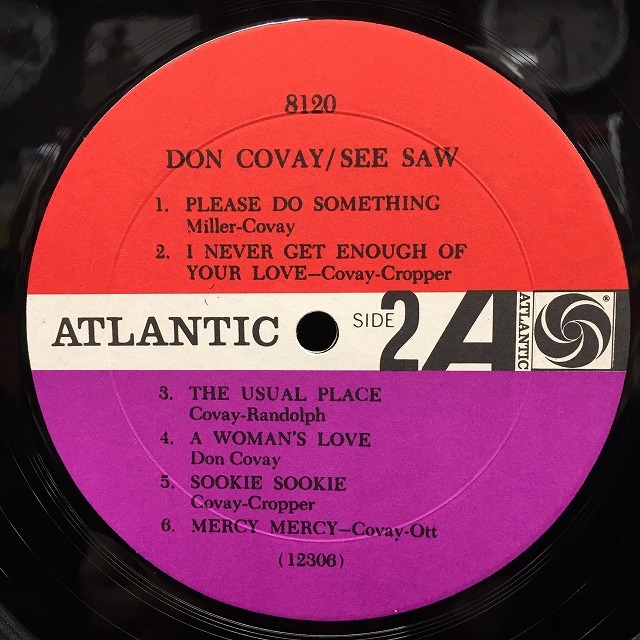 8120
DON COVAY/SEE SAW
1. PLEASE DO SOMETHING
Miller-Covay
2. I NEVER GET ENOUGH OF
YOUR LOVE—Covay-Cropper
ATLANTIC SIDE 2 A ATLANTIC ®
3. THE USUAL PLACE
Covay-Randolph
4. A WOMAN'S LOVE
Don Covay
5. SOOKIE SOOKIE
Covay-Cropper
6. MERCY MERCY—Covay-Ott
(12306)